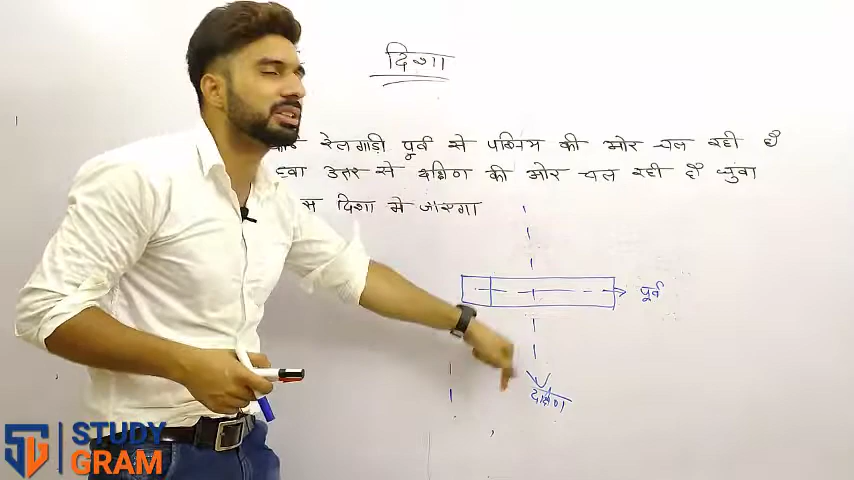 दिशा
रेलगाड़ी पूर्व से पश्चिम की ओर चल रही है
हवा उत्तर से दक्षिण की ओर चल रही है धुवा
दिशा मे जाएगा
पूर्व
दक्षिण
STUDY
GRAM